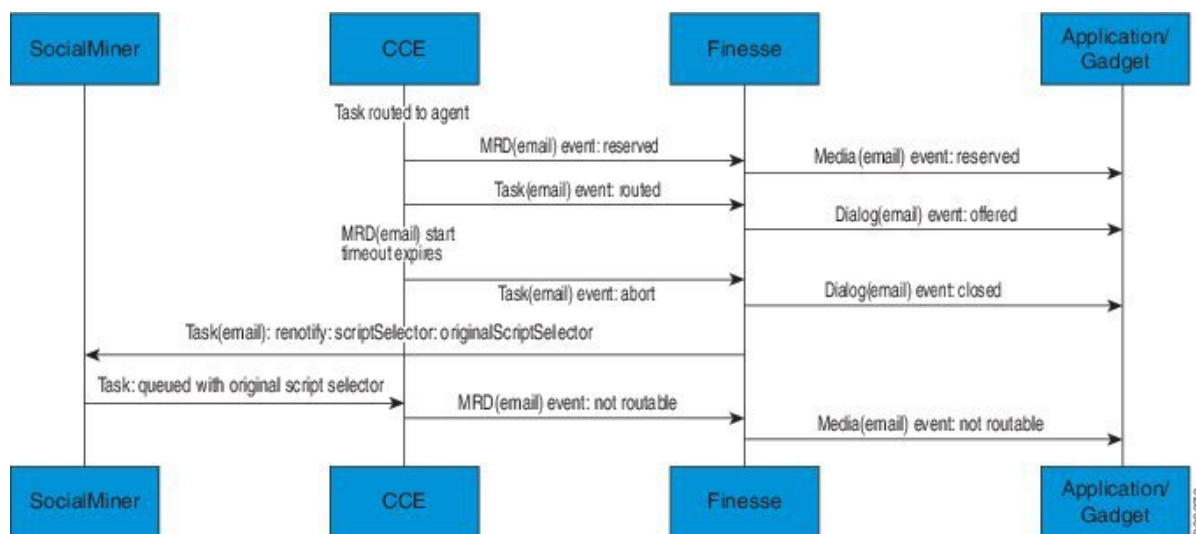 SocialMiner
CCE
Finesse
Application/
Gadget
Task routed to agent
MRD(email) event: reserved
Media(email) event: reserved
Task(email) event: routed
Dialog(email) event: offered
MRD(email) start
timeout expires
Task(email) event: abort
Dialog(email) event: closed
Task(email): renotify: scriptSelector: originalScriptSelector
Task: queued with original script selector
MRD(email) event: not routable
Media(email) event: not routable
SocialMiner
CCE
Finesse
Application/
Gadget